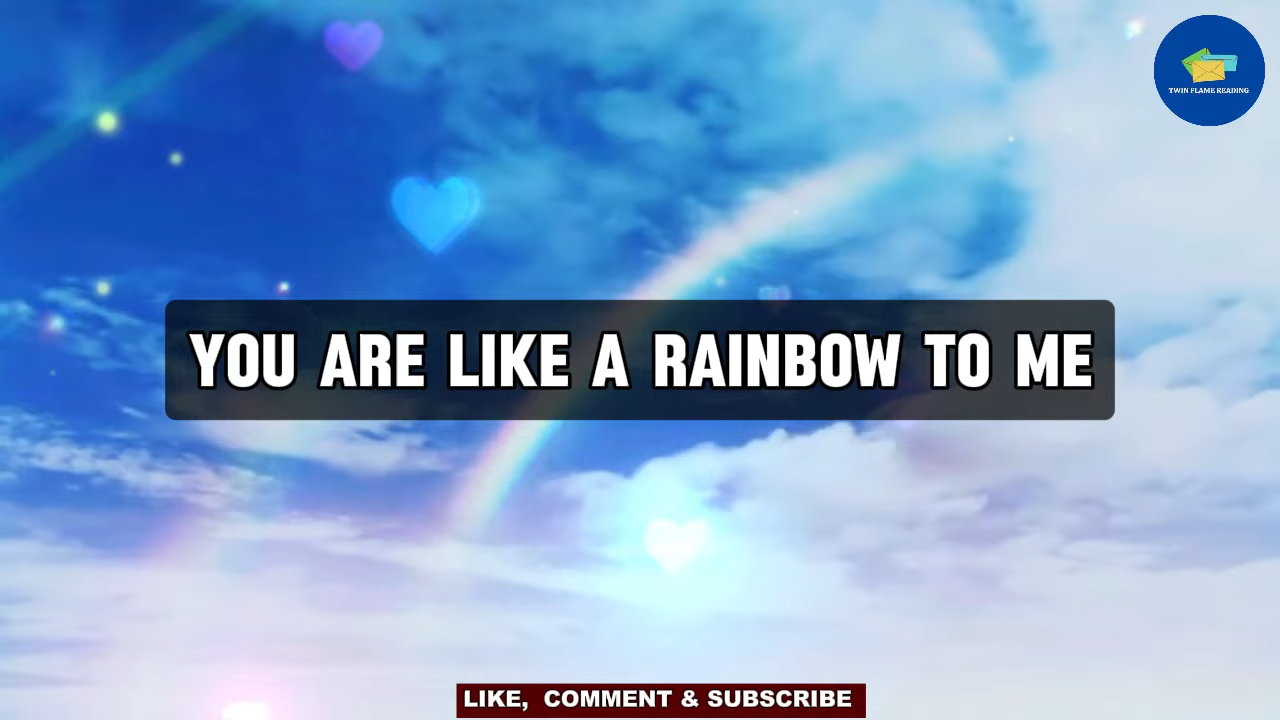 TWIN FLAME READING
YOU ARE LIKE A RAINBOW TO ME
LIKE, COMMENT & SUBSCRIBE